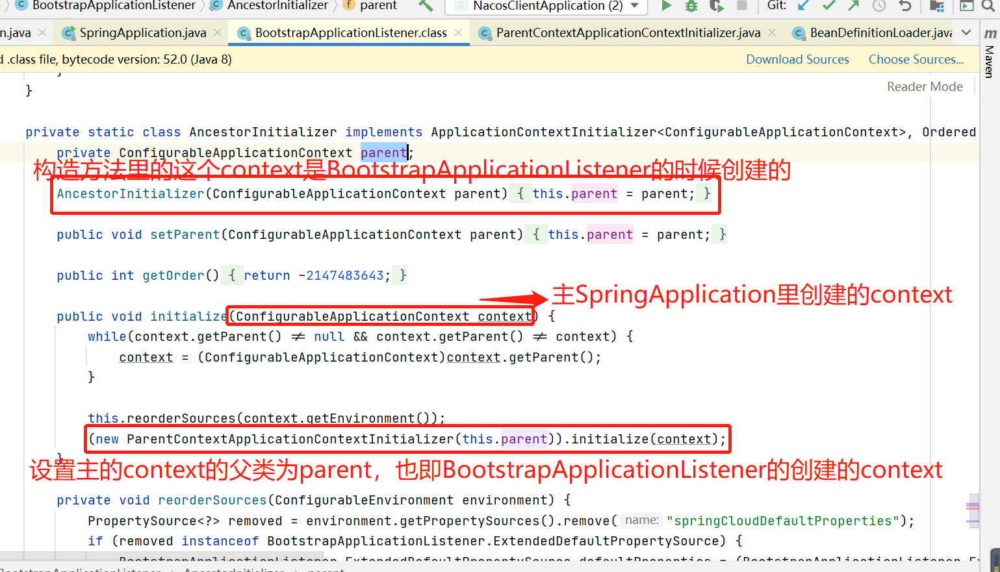 BootstrapApplicationListener AncestorInitializer parent NacosClientApplication (2) Git:
n.java SpringApplication.java BootstrapApplicationListener.class ParentContextApplicationContextInitializer.java BeanDefinitionLoader.java
m
Maven
d .class file, bytecode version: 52.0 (Java 8) Download Sources Choose Sources...
Reader Mode
}
}
private static class AncestorInitializer implements ApplicationContextInitializer<ConfigurableApplicationContext>, Ordered
private ConfigurableApplicationContext parent;
构造方法里的这个context是BootstrapApplicationListener的时候创建的
AncestorInitializer(ConfigurableApplicationContext parent) { this.parent = parent; }
public void setParent(ConfigurableApplicationContext parent) { this.parent = parent; }
public int getOrder() { return -2147483643; }
主SpringApplication里创建的context
public void initialize(ConfigurableApplicationContext context) {
while(context.getParent() ≠ null && context.getParent() ≠ context) {
context = (ConfigurableApplicationContext)context.getParent();
}
this.reorderSources(context.getEnvironment());
(new ParentContextApplicationContextInitializer(this.parent)).initialize(context);
}
设置主的context的父类为parent，也即BootstrapApplicationListener的创建的context
private void reorderSources(ConfigurableEnvironment environment) {
PropertySource<?> removed = environment.getPropertySources().remove( name: "springCloudDefaultProperties");
if (removed instanceof BootstrapApplicationListener.ExtendedDefaultPropertySource) {
BootstrapApplicationListener.ExtendedDefaultPropertySource defaultProperties = (BootstrapApplicationListener.Ex
BootstrapApplicationListener AncestorInitializer parent